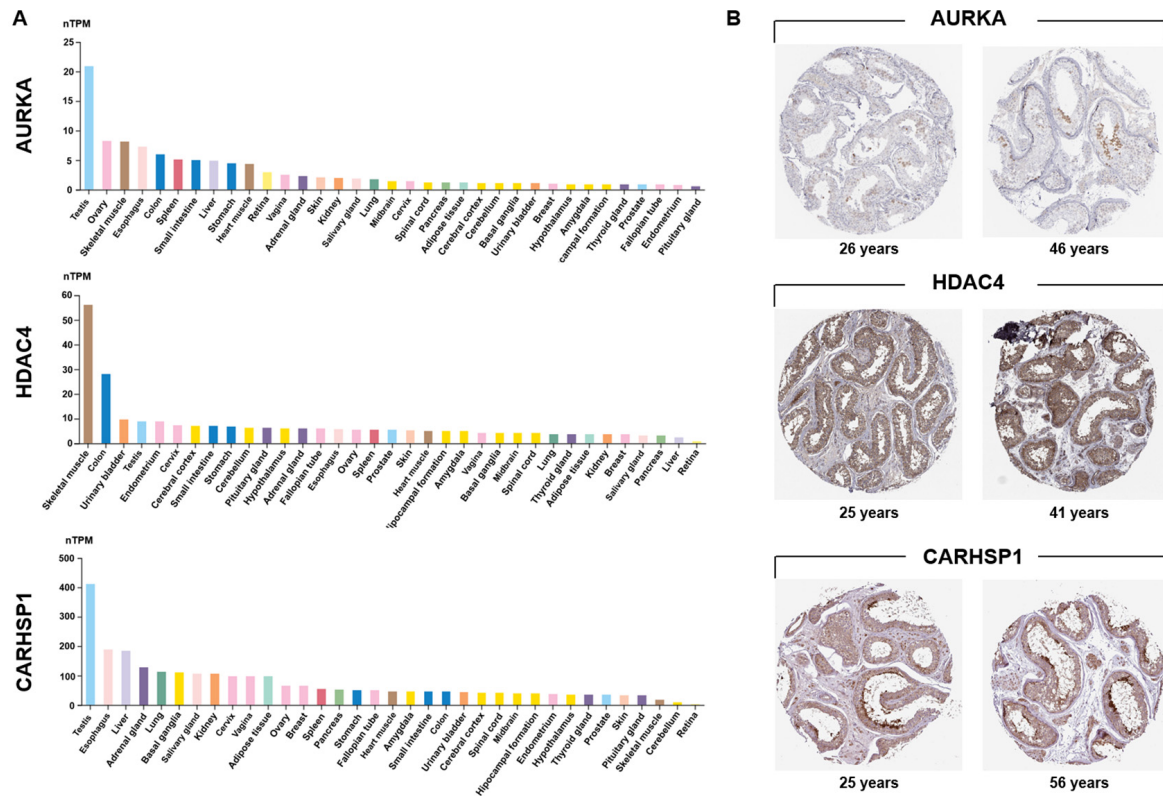 A
nTPM
AURKA
25
20
15
10
5
0
Testis
Ovary
Skeletal muscle
Esophagus
Colon
Spleen
Small intestine
Liver
Stomach
Heart muscle
Retina
Vagina
Adrenal gland
Skin
Kidney
Salivary gland
Lung
Midbrain
Cervix
Spinal cord
Pancreas
Adipose tissue
Cerebral cortex
Cerebellum
Basal ganglia
Urinary bladder
Breast
Hypothalamus
Amygdala
campal formation
Thyroid gland
Prostate
Fallopian tube
Endometrium
Pituitary gland
nTPM
HDAC4
60
50
40
30
20
10
0
Skeletal muscle
Colon
Urinary bladder
Testis
Endometrium
Cervix
Cerebral cortex
Small intestine
Stomach
Cerebellum
Pituitary gland
Hypothalamus
Adrenal gland
Fallopian tube
Esophagus
Ovary
Spleen
Prostate
Skin
Heart muscle
lipocampal formation
Amygdala
Vagina
Basal ganglia
Midbrain
Spinal cord
Lung
Thyroid gland
Adipose tissue
Kidney
Breast
Salivary gland
Pancreas
Liver
Retina
nTPM
CARHSP1
500
400
300
200
100
0
Testis
Esophagus
Liver
Adrenal gland
Lung
Basal ganglia
Salivary gland
Kidney
Cervix
Vagina
Adipose tissue
Ovary
Breast
Spleen
Pancreas
Stomach
Fallopian tube
Heart muscle
Amygdala
Small intestine
Colon
Urinary bladder
Cerebral cortex
Spinal cord
Midbrain
Hipocampal formation
Endometrium
Hypothalamus
Thyroid gland
Prostate
Skin
Pituitary gland
Skeletal muscle
Cerebellum
Retina
B
AURKA
26 years
46 years
HDAC4
25 years
41 years
CARHSP1
25 years
56 years